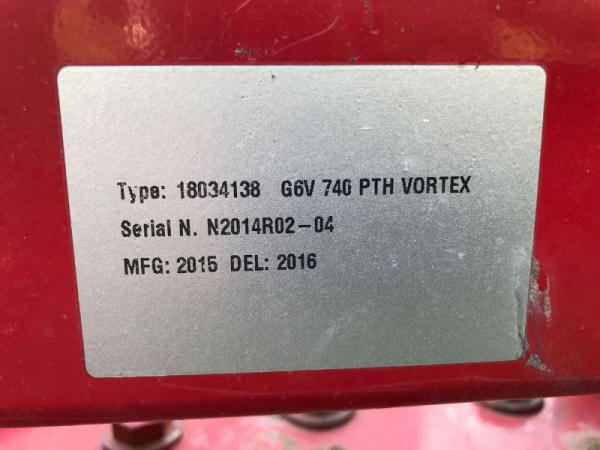 Type: 18034138 G6V 740 PTH VORTEX
Serial N. N2014R02-04
MFG: 2015 DEL: 2016